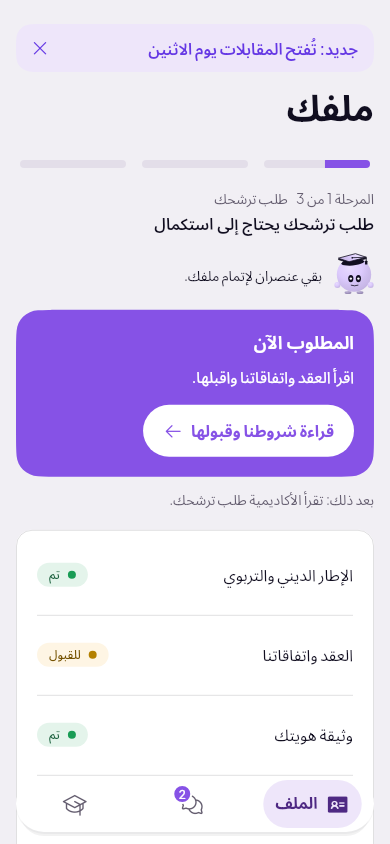 جديد: تُفتح المقابلات يوم الاثنين
ملفك
المرحلة 1 من 3 طلب ترشحك
طلب ترشحك يحتاج إلى استكمال
بقي عنصران لإتمام ملفك.
المطلوب الآن
اقرأ العقد واتفاقاتنا واقبلها.
قراءة شروطنا وقبولها
بعد ذلك: تقرأ الأكاديمية طلب ترشحك.
الإطار الديني والتربوي
تم
العقد واتفاقاتنا
للقبول
وثيقة هويتك
تم
الملف
2